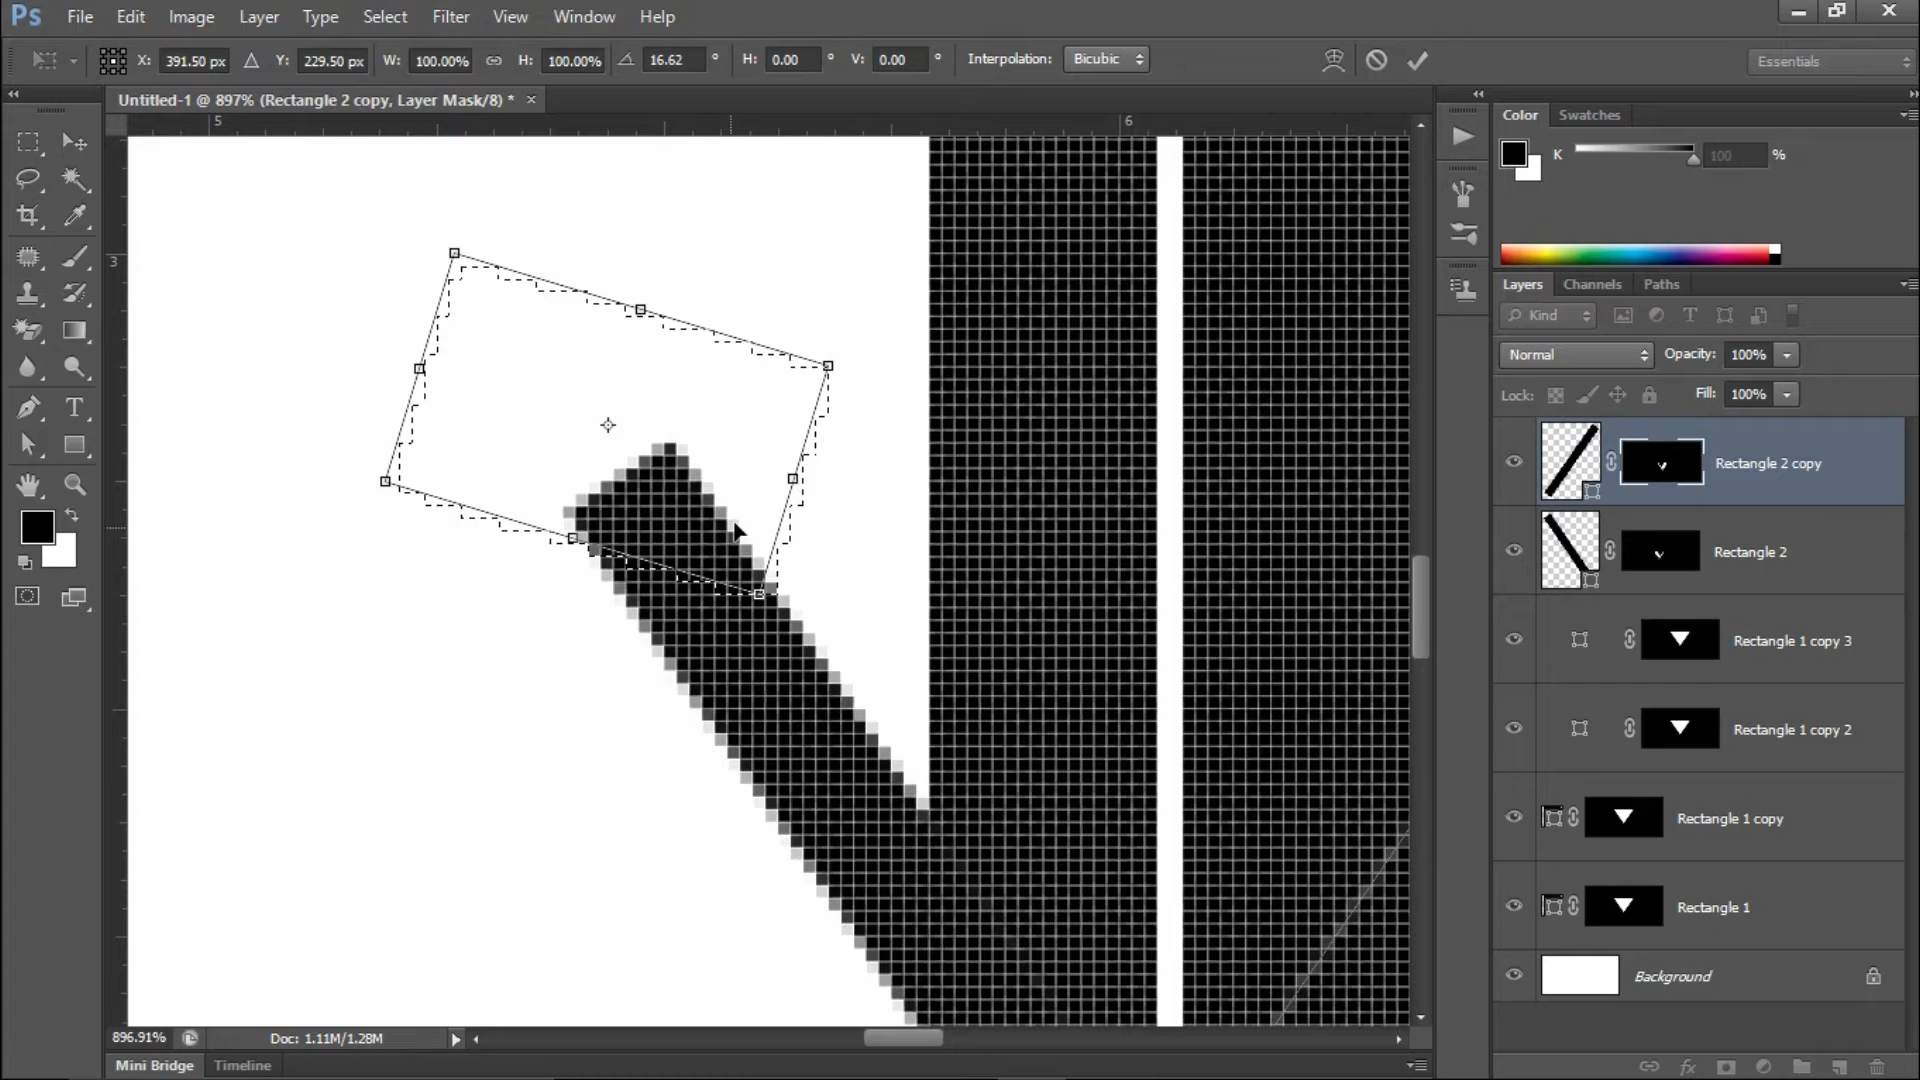 Ps File Edit Image Layer Type Select Filter View Window Help
X: 391.50 px Y: 229.50 px W: 100.00% H: 100.00% 16.62 ° H: 0.00 ° V: 0.00 ° Interpolation: Bicubic Essentials
Untitled-1 @ 897% (Rectangle 2 copy, Layer Mask/8) * ×
5 6
3
Color Swatches
K 100 %
Layers Channels Paths
Kind
Normal Opacity: 100%
Lock: Fill: 100%
Rectangle 2 copy
Rectangle 2
Rectangle 1 copy 3
Rectangle 1 copy 2
Rectangle 1 copy
Rectangle 1
Background
896.91% Doc: 1.11M/1.28M
Mini Bridge Timeline